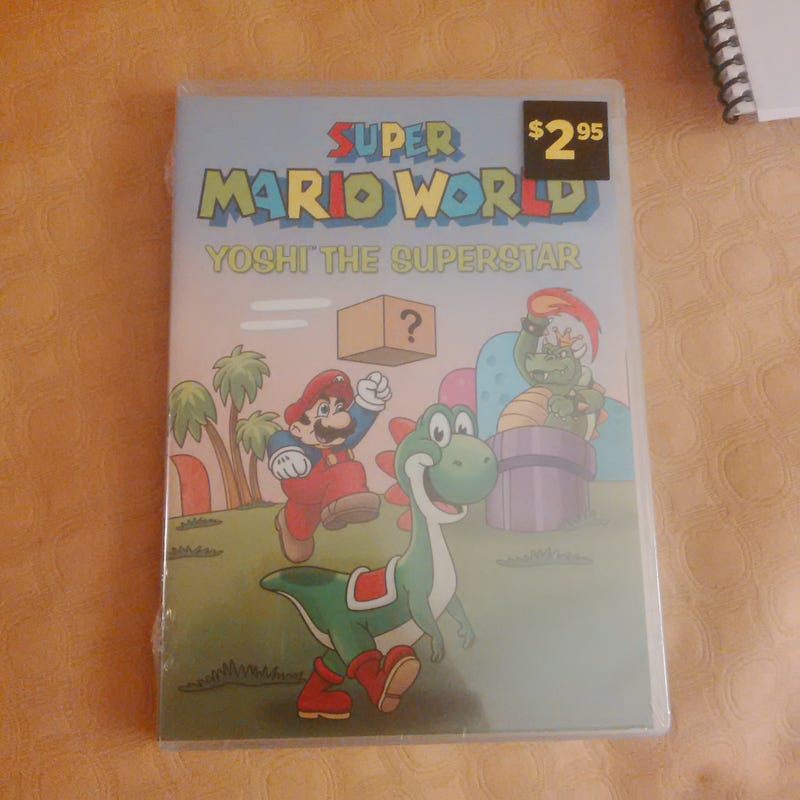 SUPER
$2.95
MARIO WORLD
YOSHI™ THE SUPERSTAR
?